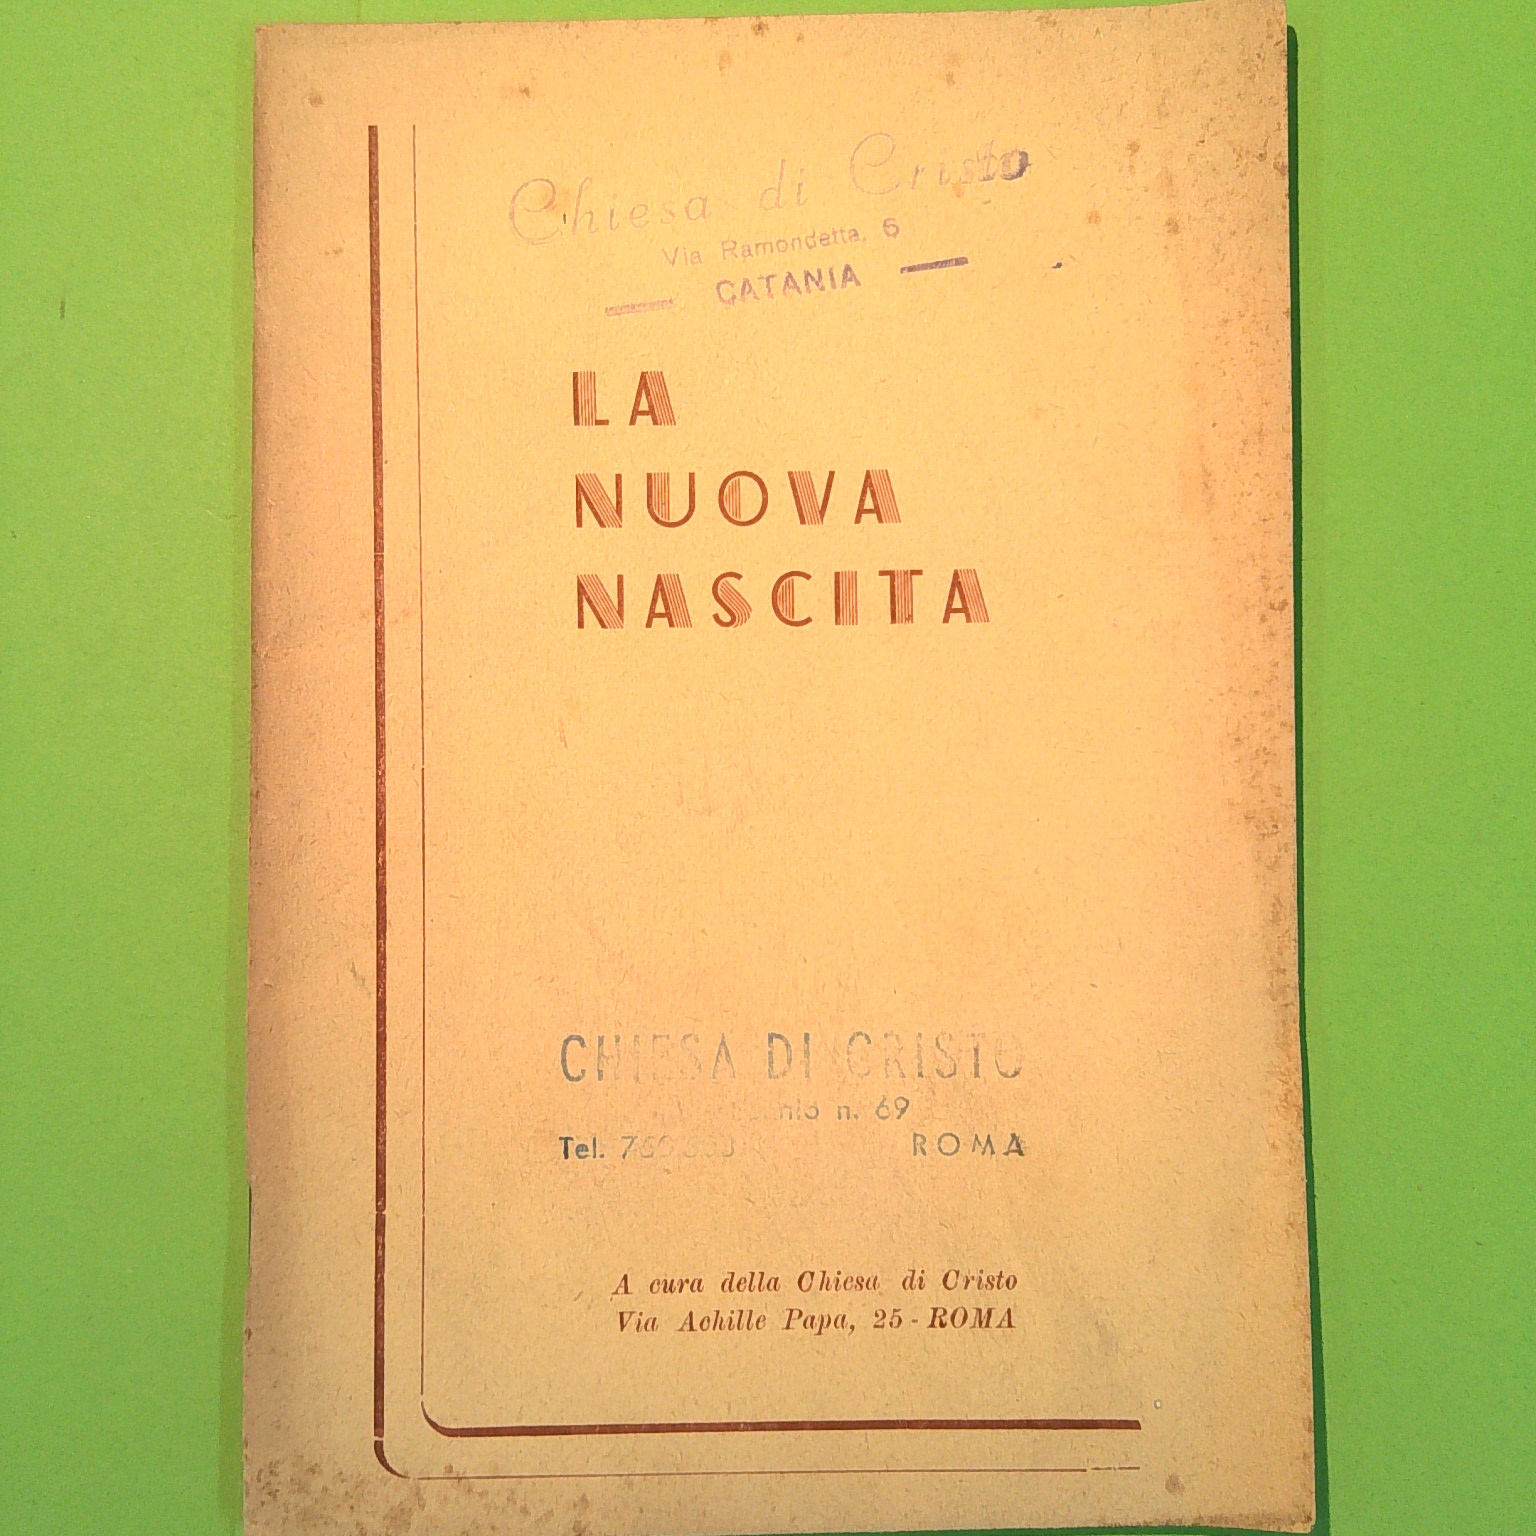 Chiesa di Cristo
Via Ramondetta, 6
CATANIA
LA
NUOVA
NASCITA
CHIESA DI CRISTO
n. 69
Tel. ROMA
A cura della Chiesa di Cristo
Via Achille Papa, 25 - ROMA